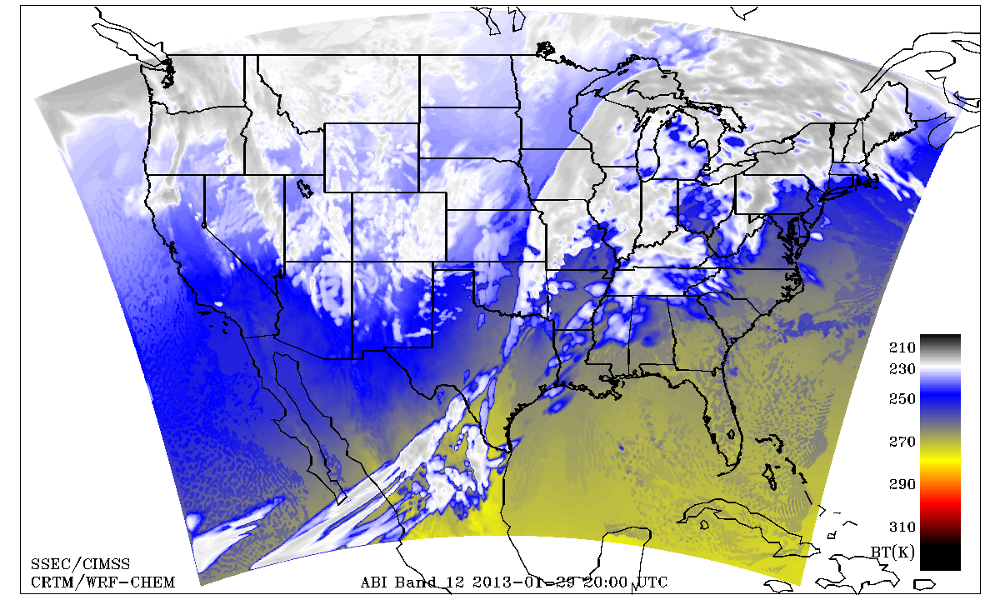 210
230
250
270
290
310
BT(K)
SSEC/CIMSS
CRTM/WRF-CHEM
ABI Band 12 2013-01-29 20:00 UTC